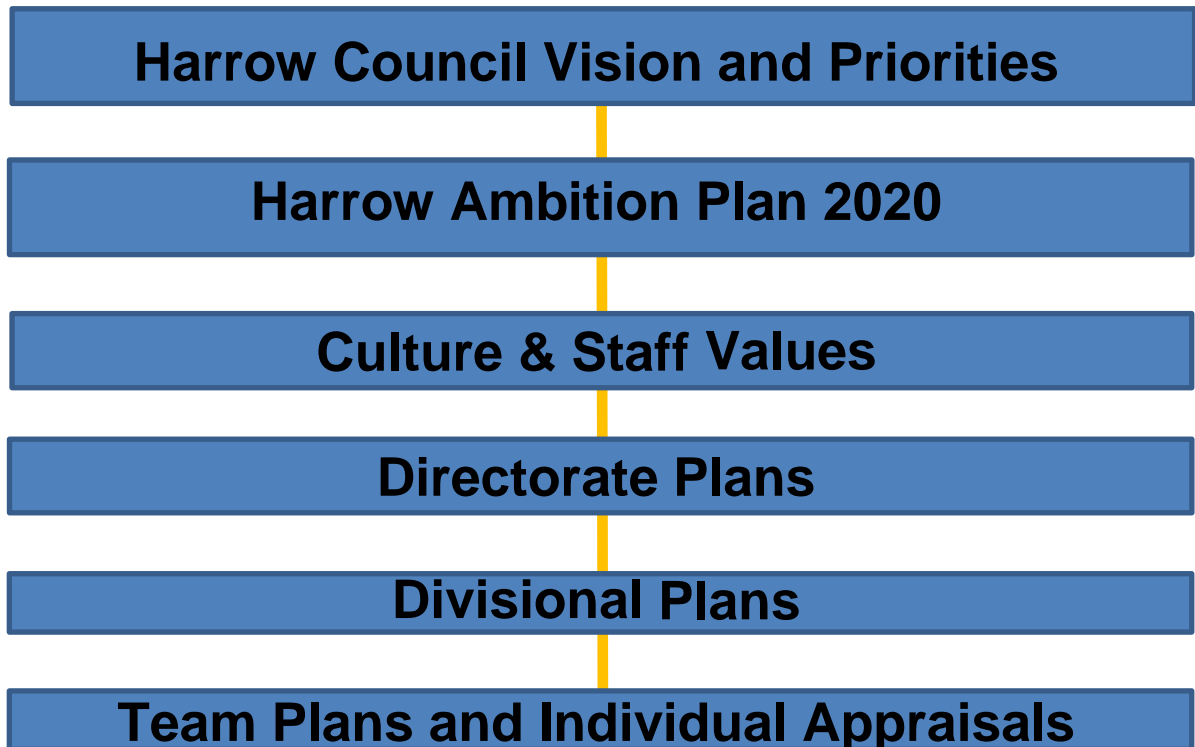 Harrow Council Vision and Priorities
Harrow Ambition Plan 2020
Culture & Staff Values
Directorate Plans
Divisional Plans
Team Plans and Individual Appraisals